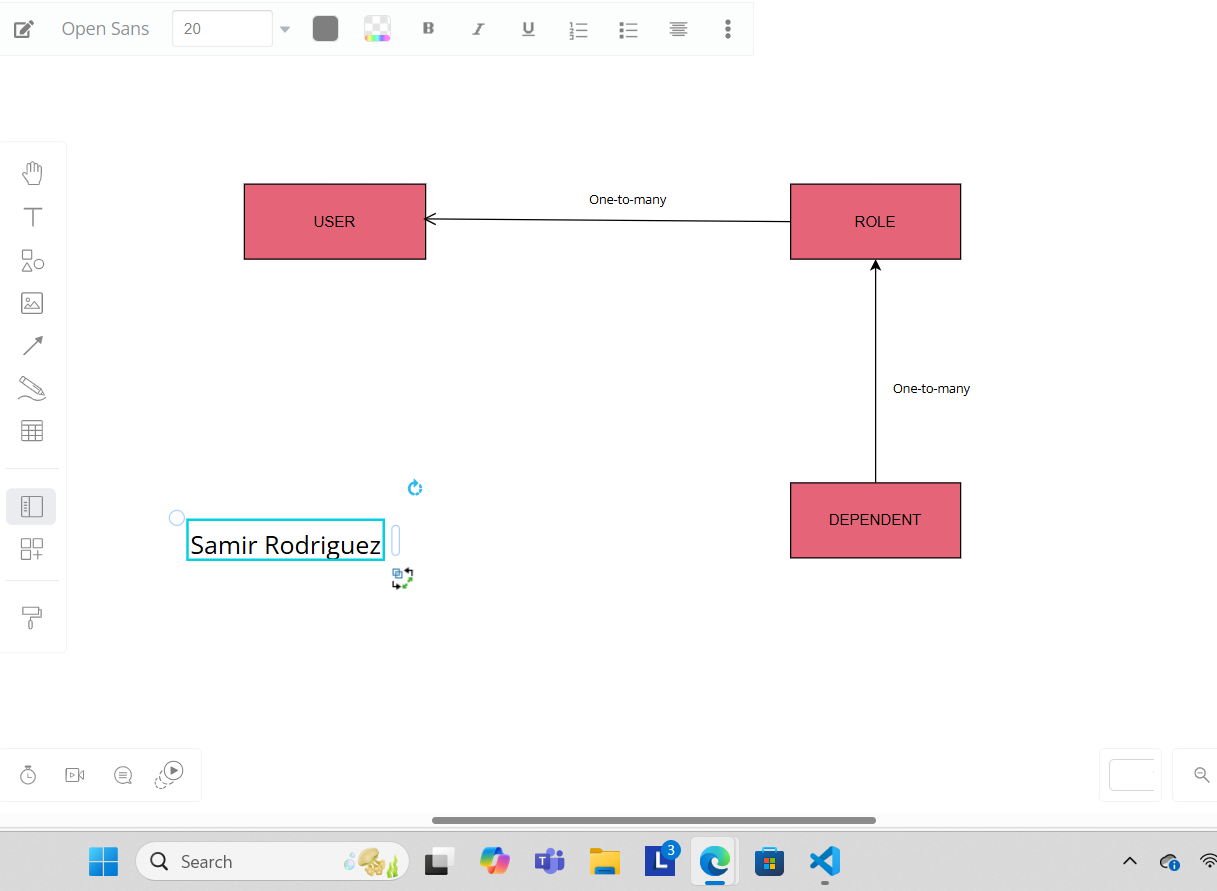 Open Sans 20 B I U
One-to-many
USER
ROLE
One-to-many
DEPENDENT
Samir Rodriguez
Search
3